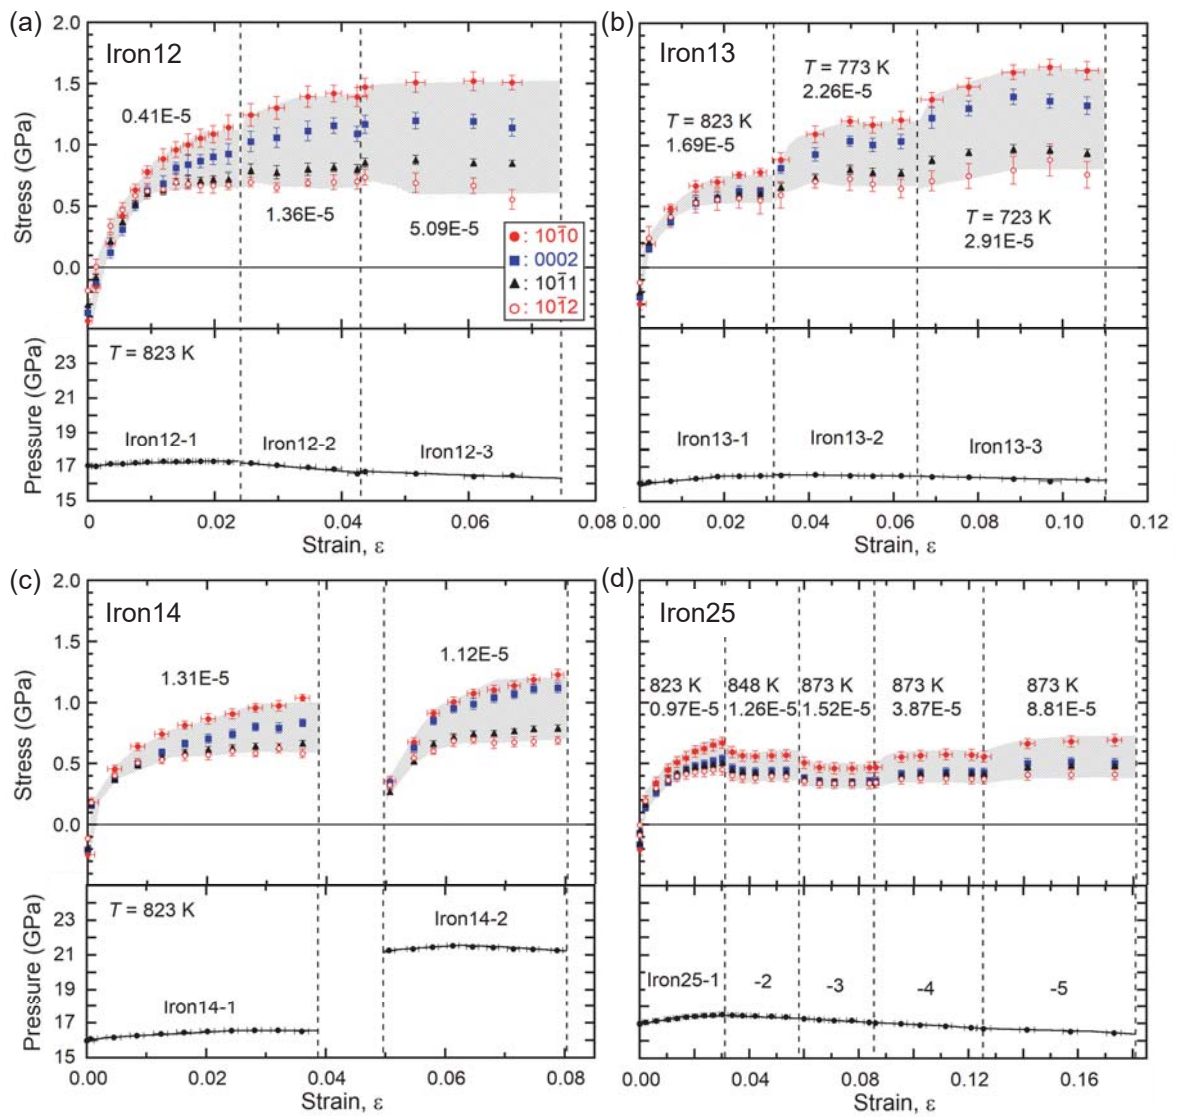 (a)
Iron12
2.0
1.5
1.0
0.5
0.0
Stress (GPa)
0.41E-5
1.36E-5
5.09E-5
: 101̄0
: 0002
: 101̄1
: 101̄2
T = 823 K
23
21
19
17
15
Pressure (GPa)
Iron12-1
Iron12-2
Iron12-3
0 0.02 0.04 0.06 0.08
Strain, ε
(b)
Iron13
T = 823 K
1.69E-5
T = 773 K
2.26E-5
T = 723 K
2.91E-5
Iron13-1
Iron13-2
Iron13-3
0.00 0.02 0.04 0.06 0.08 0.10 0.12
Strain, ε
(c)
Iron14
2.0
1.5
1.0
0.5
0.0
Stress (GPa)
1.31E-5
1.12E-5
T = 823 K
23
21
19
17
15
Pressure (GPa)
Iron14-1
Iron14-2
0.00 0.02 0.04 0.06 0.08
Strain, ε
(d)
Iron25
823 K
0.97E-5
848 K
1.26E-5
873 K
1.52E-5
873 K
3.87E-5
873 K
8.81E-5
Iron25-1
-2
-3
-4
-5
0.00 0.04 0.08 0.12 0.16
Strain, ε